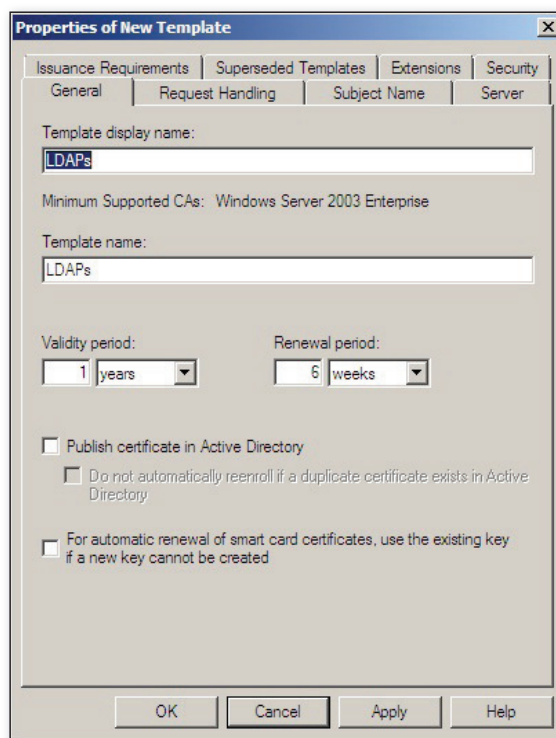 Properties of New Template
Issuance Requirements Superseded Templates Extensions Security
General Request Handling Subject Name Server
Template display name:
LDAPs
Minimum Supported CAs: Windows Server 2003 Enterprise
Template name:
LDAPs
Validity period: Renewal period:
1 years 6 weeks
Publish certificate in Active Directory
Do not automatically reenroll if a duplicate certificate exists in Active
Directory
For automatic renewal of smart card certificates, use the existing key
if a new key cannot be created
OK Cancel Apply Help